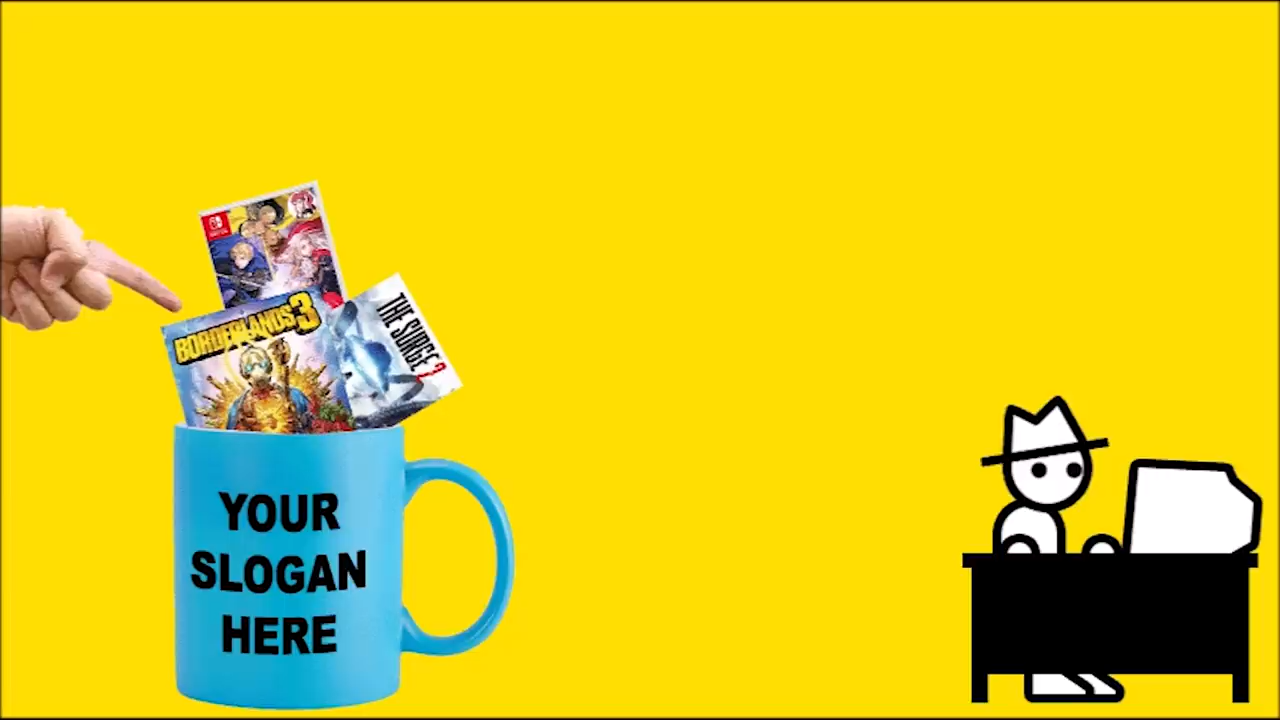 BORDERLANDS 3
THE SURGE 2
YOUR
SLOGAN
HERE